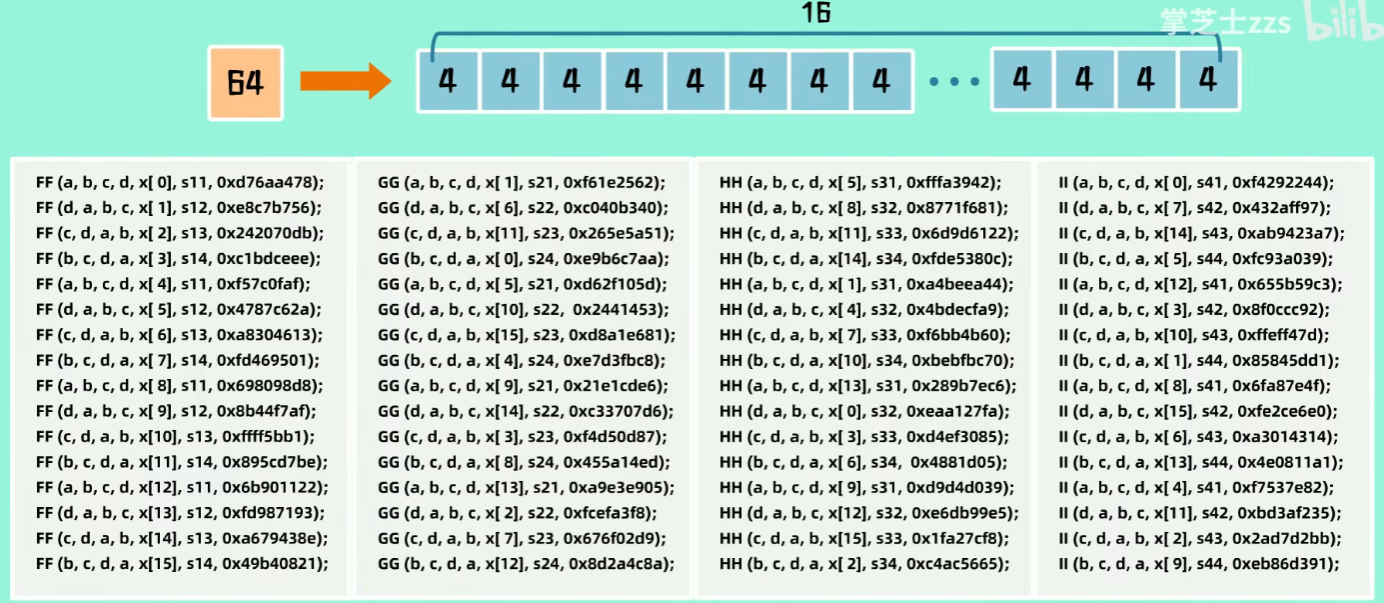 16
掌芝士zzs bilib
64 4 4 4 4 4 4 4 4 ... 4 4 4 4
FF (a, b, c, d, x[ 0], s11, 0xd76aa478);
FF (d, a, b, c, x[ 1], s12, 0xe8c7b756);
FF (c, d, a, b, x[ 2], s13, 0x242070db);
FF (b, c, d, a, x[ 3], s14, 0xc1bdceee);
FF (a, b, c, d, x[ 4], s11, 0xf57c0faf);
FF (d, a, b, c, x[ 5], s12, 0x4787c62a);
FF (c, d, a, b, x[ 6], s13, 0xa8304613);
FF (b, c, d, a, x[ 7], s14, 0xfd469501);
FF (a, b, c, d, x[ 8], s11, 0x698098d8);
FF (d, a, b, c, x[ 9], s12, 0x8b44f7af);
FF (c, d, a, b, x[10], s13, 0xffff5bb1);
FF (b, c, d, a, x[11], s14, 0x895cd7be);
FF (a, b, c, d, x[12], s11, 0x6b901122);
FF (d, a, b, c, x[13], s12, 0xfd987193);
FF (c, d, a, b, x[14], s13, 0xa679438e);
FF (b, c, d, a, x[15], s14, 0x49b40821);
GG (a, b, c, d, x[ 1], s21, 0xf61e2562);
GG (d, a, b, c, x[ 6], s22, 0xc040b340);
GG (c, d, a, b, x[11], s23, 0x265e5a51);
GG (b, c, d, a, x[ 0], s24, 0xe9b6c7aa);
GG (a, b, c, d, x[ 5], s21, 0xd62f105d);
GG (d, a, b, c, x[10], s22, 0x2441453);
GG (c, d, a, b, x[15], s23, 0xd8a1e681);
GG (b, c, d, a, x[ 4], s24, 0xe7d3fbc8);
GG (a, b, c, d, x[ 9], s21, 0x21e1cde6);
GG (d, a, b, c, x[14], s22, 0xc33707d6);
GG (c, d, a, b, x[ 3], s23, 0xf4d50d87);
GG (b, c, d, a, x[ 8], s24, 0x455a14ed);
GG (a, b, c, d, x[13], s21, 0xa9e3e905);
GG (d, a, b, c, x[ 2], s22, 0xfcefa3f8);
GG (c, d, a, b, x[ 7], s23, 0x676f02d9);
GG (b, c, d, a, x[12], s24, 0x8d2a4c8a);
HH (a, b, c, d, x[ 5], s31, 0xfffa3942);
HH (d, a, b, c, x[ 8], s32, 0x8771f681);
HH (c, d, a, b, x[11], s33, 0x6d9d6122);
HH (b, c, d, a, x[14], s34, 0xfde5380c);
HH (a, b, c, d, x[ 1], s31, 0xa4beea44);
HH (d, a, b, c, x[ 4], s32, 0x4bdecfa9);
HH (c, d, a, b, x[ 7], s33, 0xf6bb4b60);
HH (b, c, d, a, x[10], s34, 0xbebfbc70);
HH (a, b, c, d, x[13], s31, 0x289b7ec6);
HH (d, a, b, c, x[ 0], s32, 0xeaa127fa);
HH (c, d, a, b, x[ 3], s33, 0xd4ef3085);
HH (b, c, d, a, x[ 6], s34, 0x4881d05);
HH (a, b, c, d, x[ 9], s31, 0xd9d4d039);
HH (d, a, b, c, x[12], s32, 0xe6db99e5);
HH (c, d, a, b, x[15], s33, 0x1fa27cf8);
HH (b, c, d, a, x[ 2], s34, 0xc4ac5665);
II (a, b, c, d, x[ 0], s41, 0xf4292244);
II (d, a, b, c, x[ 7], s42, 0x432aff97);
II (c, d, a, b, x[14], s43, 0xab9423a7);
II (b, c, d, a, x[ 5], s44, 0xfc93a039);
II (a, b, c, d, x[12], s41, 0x655b59c3);
II (d, a, b, c, x[ 3], s42, 0x8f0ccc92);
II (c, d, a, b, x[10], s43, 0xffeff47d);
II (b, c, d, a, x[ 1], s44, 0x85845dd1);
II (a, b, c, d, x[ 8], s41, 0x6fa87e4f);
II (d, a, b, c, x[15], s42, 0xfe2ce6e0);
II (c, d, a, b, x[ 6], s43, 0xa3014314);
II (b, c, d, a, x[13], s44, 0x4e0811a1);
II (a, b, c, d, x[ 4], s41, 0xf7537e82);
II (d, a, b, c, x[11], s42, 0xbd3af235);
II (c, d, a, b, x[ 2], s43, 0x2ad7d2bb);
II (b, c, d, a, x[ 9], s44, 0xeb86d391);